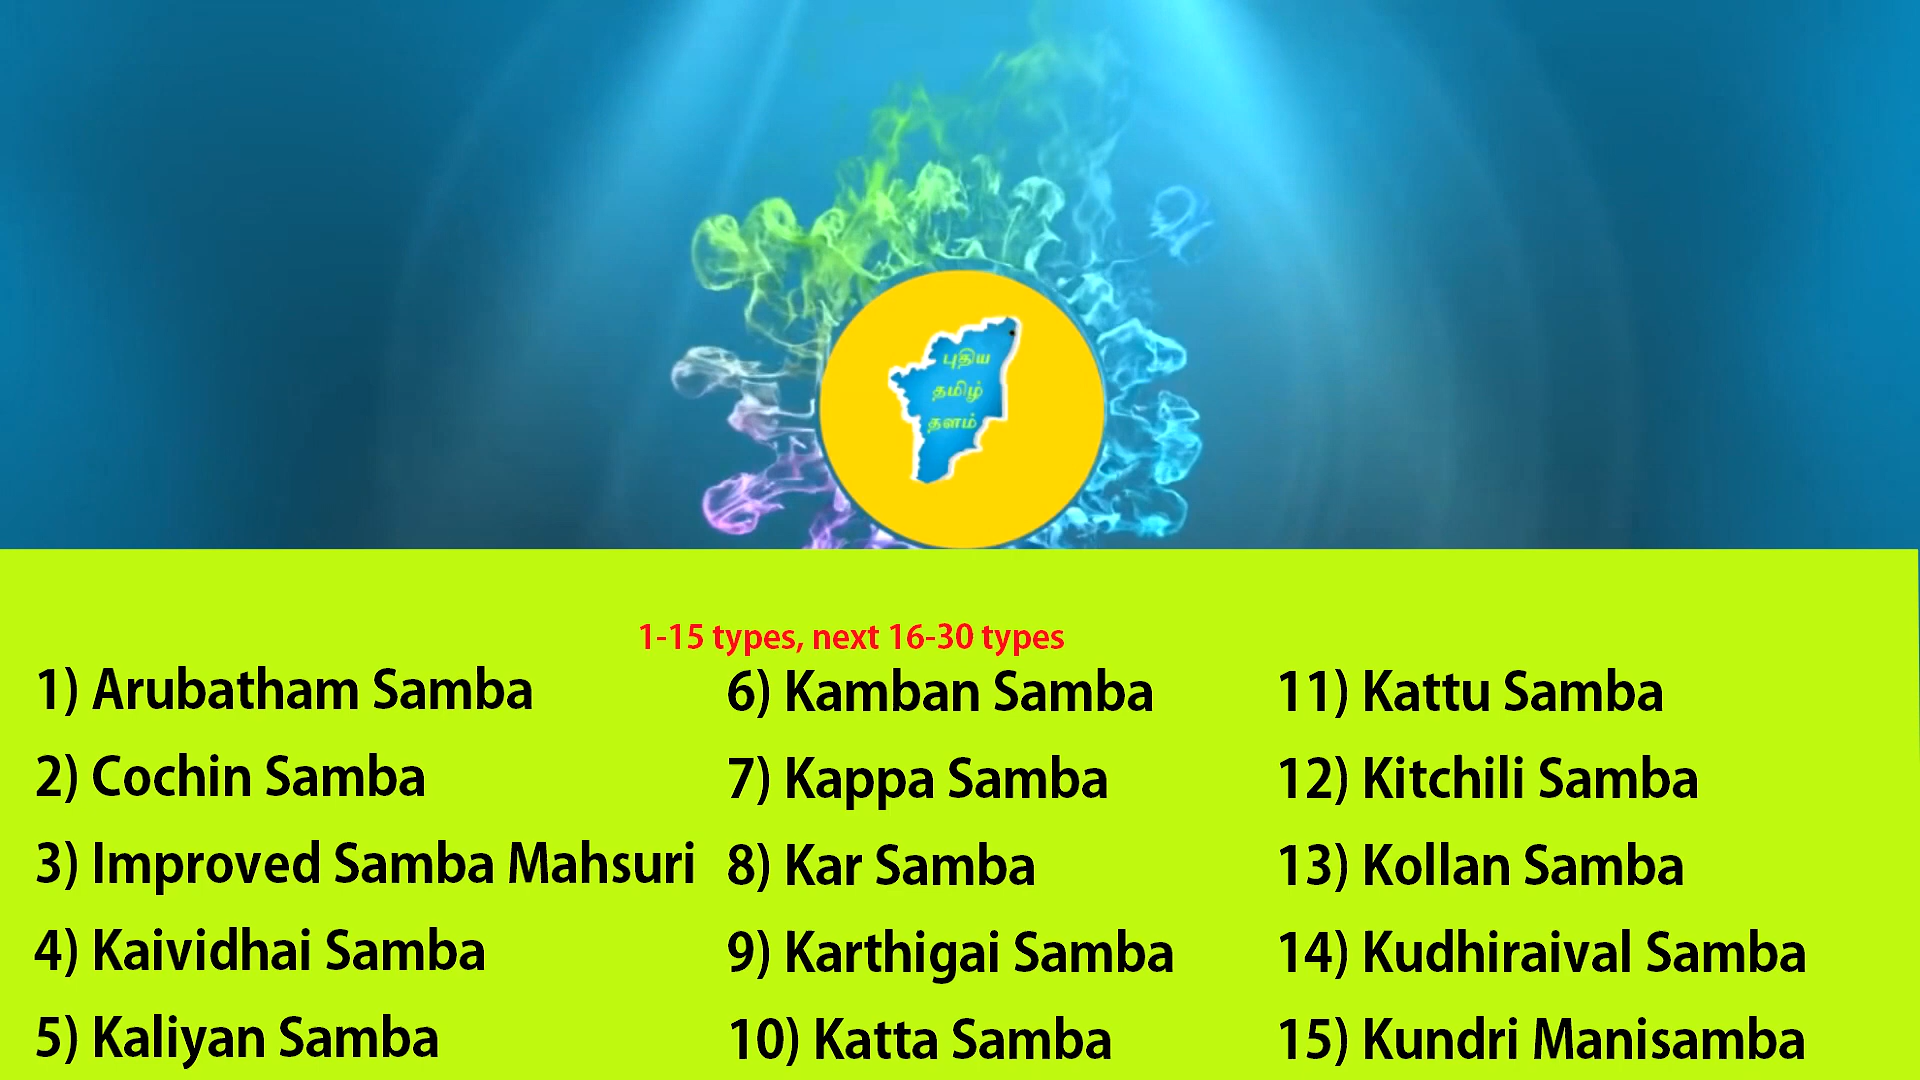 புதிய
தமிழ்
தளம்
1-15 types, next 16-30 types
1) Arubatham Samba
2) Cochin Samba
3) Improved Samba Mahsuri
4) Kaividhai Samba
5) Kaliyan Samba
6) Kamban Samba
7) Kappa Samba
8) Kar Samba
9) Karthigai Samba
10) Katta Samba
11) Kattu Samba
12) Kitchili Samba
13) Kollan Samba
14) Kudhiraival Samba
15) Kundri Manisamba